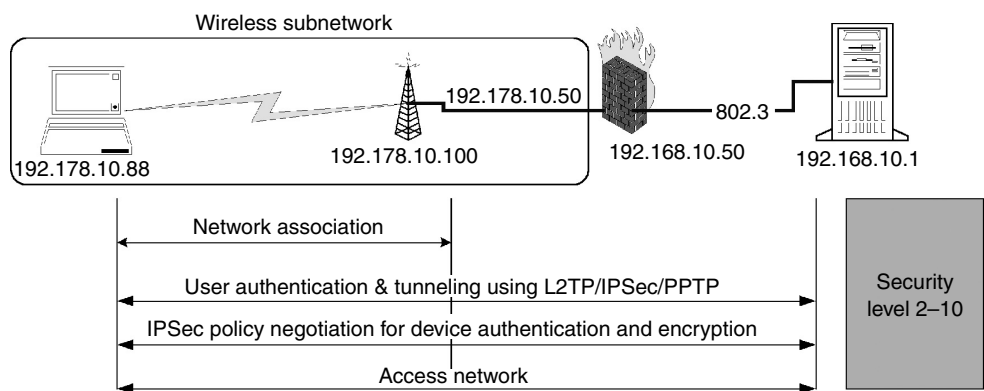 Wireless subnetwork
192.178.10.50
802.3
192.178.10.88
192.178.10.100
192.168.10.50
192.168.10.1
Network association
User authentication & tunneling using L2TP/IPSec/PPTP
IPSec policy negotiation for device authentication and encryption
Access network
Security
level 2–10